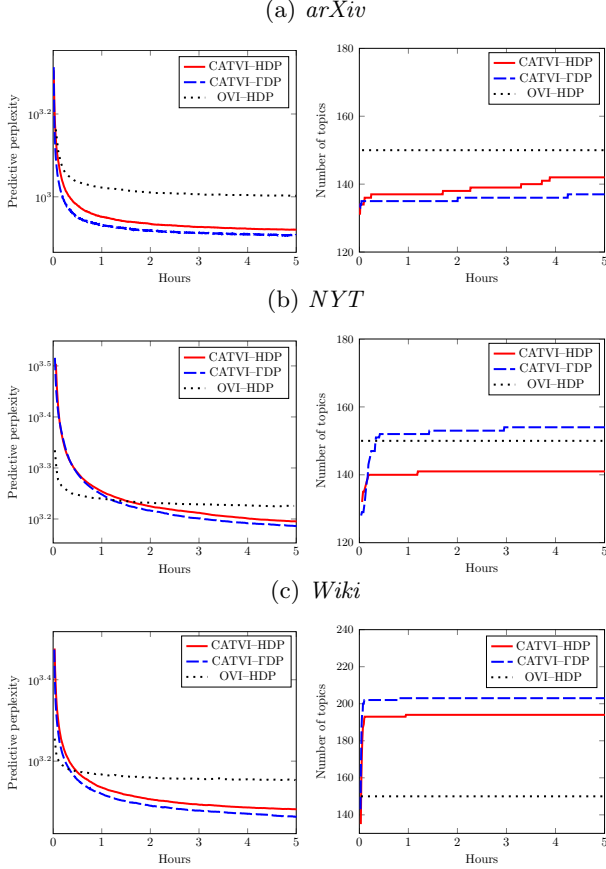 (a) arXiv
Predictive perplexity
10^3.2
10^3
0 1 2 3 4 5
Hours
CATVI–HDP
CATVI–ΓDP
OVI–HDP
Number of topics
180
160
140
120
0 1 2 3 4 5
Hours
CATVI–HDP
CATVI–ΓDP
OVI–HDP
(b) NYT
Predictive perplexity
10^3.5
10^3.4
10^3.3
10^3.2
0 1 2 3 4 5
Hours
CATVI–HDP
CATVI–ΓDP
OVI–HDP
Number of topics
180
160
140
120
0 1 2 3 4 5
Hours
CATVI–HDP
CATVI–ΓDP
OVI–HDP
(c) Wiki
Predictive perplexity
10^3.4
10^3.2
0 1 2 3 4 5
Hours
CATVI–HDP
CATVI–ΓDP
OVI–HDP
Number of topics
240
220
200
180
160
140
0 1 2 3 4 5
Hours
CATVI–HDP
CATVI–ΓDP
OVI–HDP